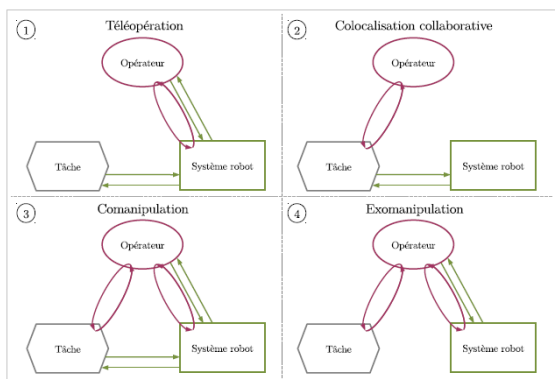 1
Téléopération
Opérateur
Tâche
Système robot
2
Colocalisation collaborative
Opérateur
Tâche
Système robot
3
Comanipulation
Opérateur
Tâche
Système robot
4
Exomanipulation
Opérateur
Tâche
Système robot